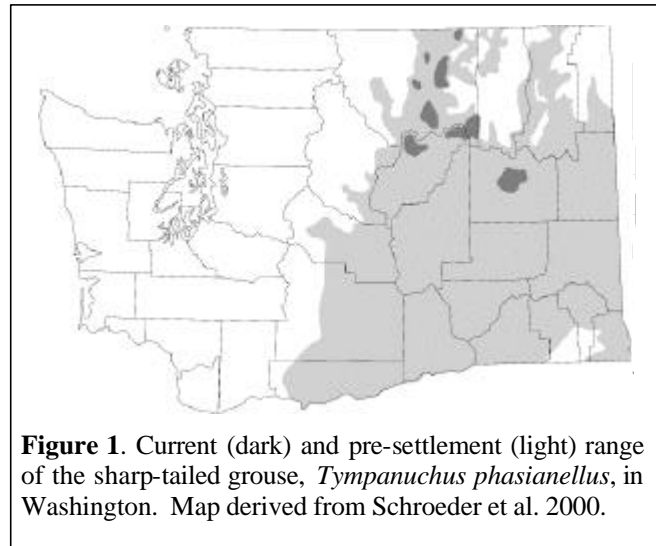 Figure 1. Current (dark) and pre-settlement (light) range
of the sharp-tailed grouse, Tympanuchus phasianellus, in
Washington. Map derived from Schroeder et al. 2000.